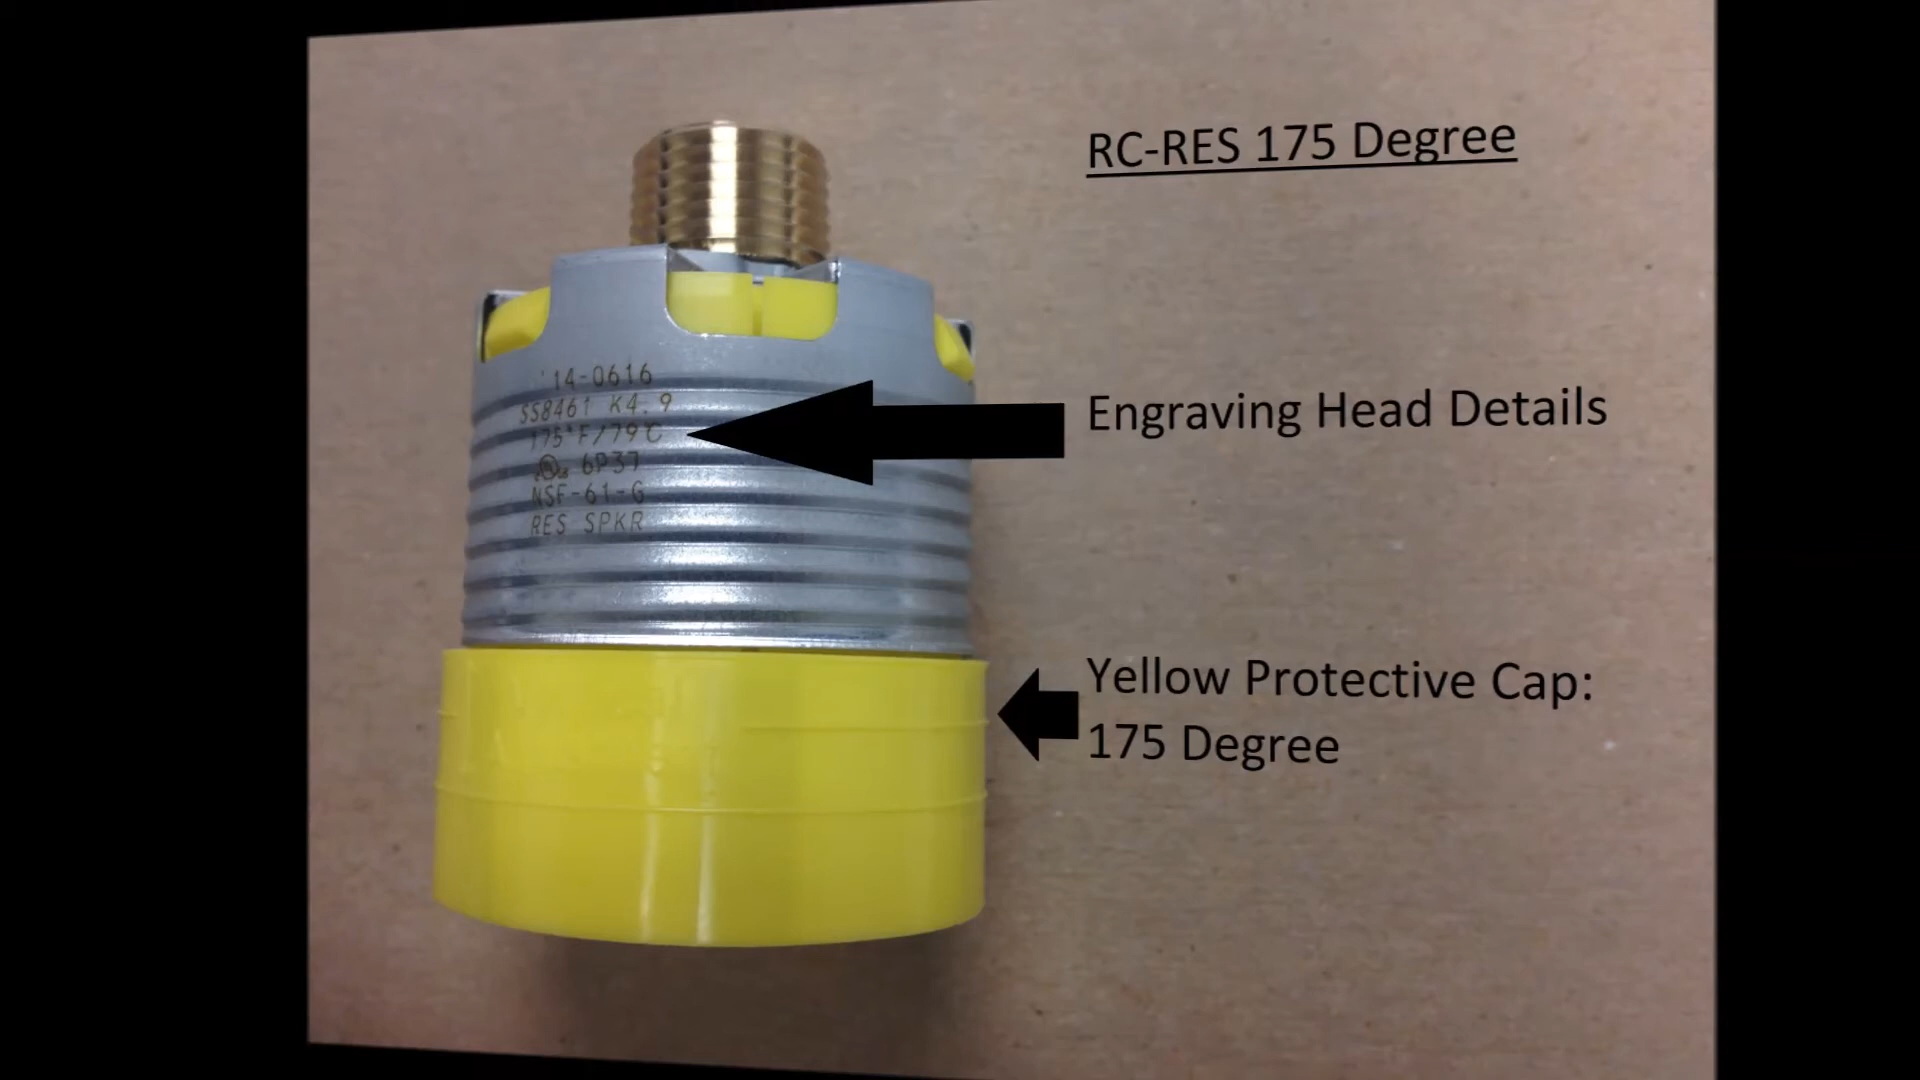 RC-RES 175 Degree
14-0616
SS8461 K4.9
175°F/79°C
6P37
NSF-61-G
RES SPKR
Engraving Head Details
Yellow Protective Cap:
175 Degree